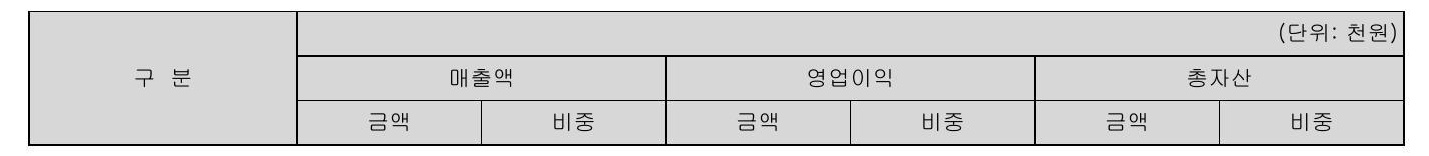 (단위: 천원)
구 분 매출액 영업이익 총자산
금액 비중 금액 비중 금액 비중